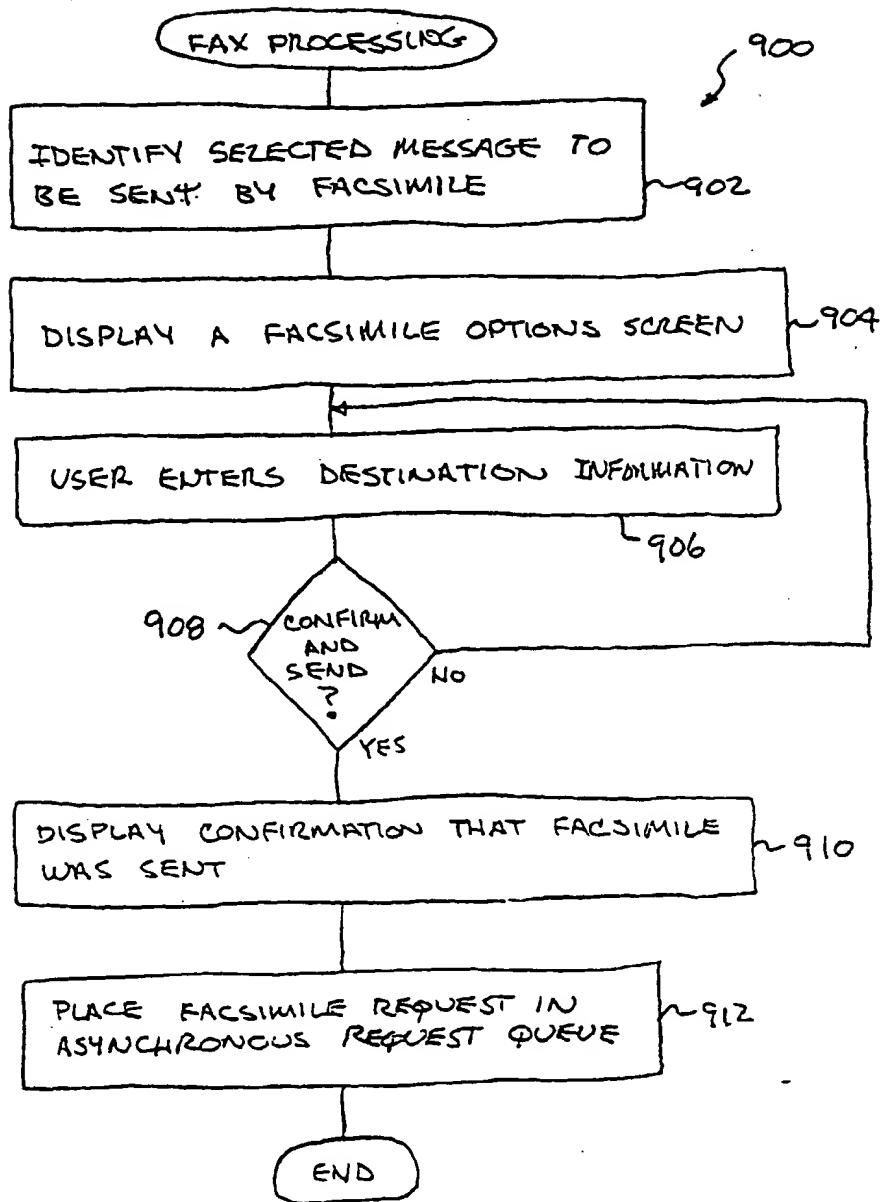 FAX PROCESSING
900
IDENTIFY SELECTED MESSAGE TO
BE SENT BY FACSIMILE
902
DISPLAY A FACSIMILE OPTIONS SCREEN
904
USER ENTERS DESTINATION INFORMATION
906
908
CONFIRM
AND
SEND
?
NO
YES
DISPLAY CONFIRMATION THAT FACSIMILE
WAS SENT
910
PLACE FACSIMILE REQUEST IN
ASYNCHRONOUS REQUEST QUEUE
912
END